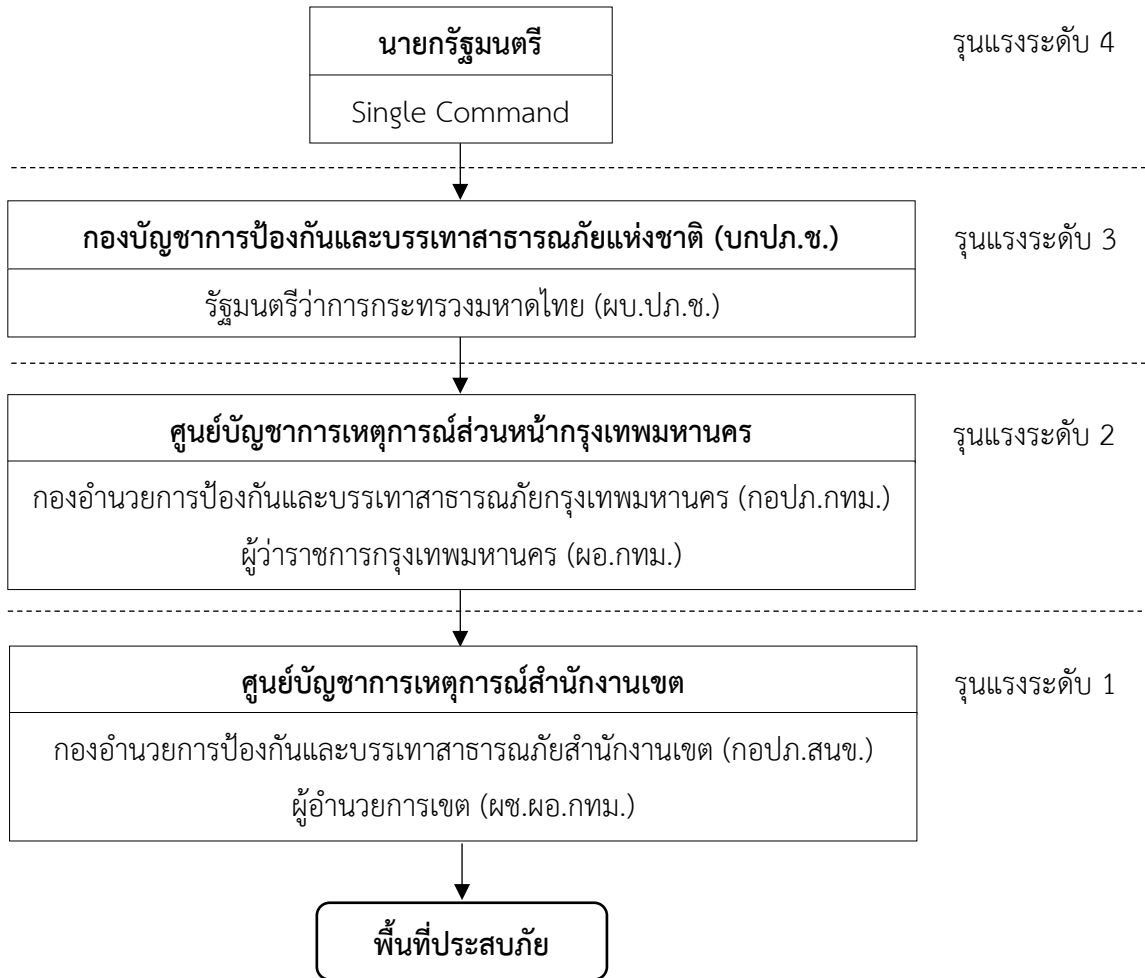 นายกรัฐมนตรี
รุนแรงระดับ 4
Single Command
กองบัญชาการป้องกันและบรรเทาสาธารณภัยแห่งชาติ (บกปภ.ช.)
รุนแรงระดับ 3
รัฐมนตรีว่าการกระทรวงมหาดไทย (ผบ.ปภ.ช.)
ศูนย์บัญชาการเหตุการณ์ส่วนหน้ากรุงเทพมหานคร
รุนแรงระดับ 2
กองอำนวยการป้องกันและบรรเทาสาธารณภัยกรุงเทพมหานคร (กอปภ.กทม.)
ผู้ว่าราชการกรุงเทพมหานคร (ผอ.กทม.)
ศูนย์บัญชาการเหตุการณ์สำนักงานเขต
รุนแรงระดับ 1
กองอำนวยการป้องกันและบรรเทาสาธารณภัยสำนักงานเขต (กอปภ.สนข.)
ผู้อำนวยการเขต (ผช.ผอ.กทม.)
พื้นที่ประสบภัย